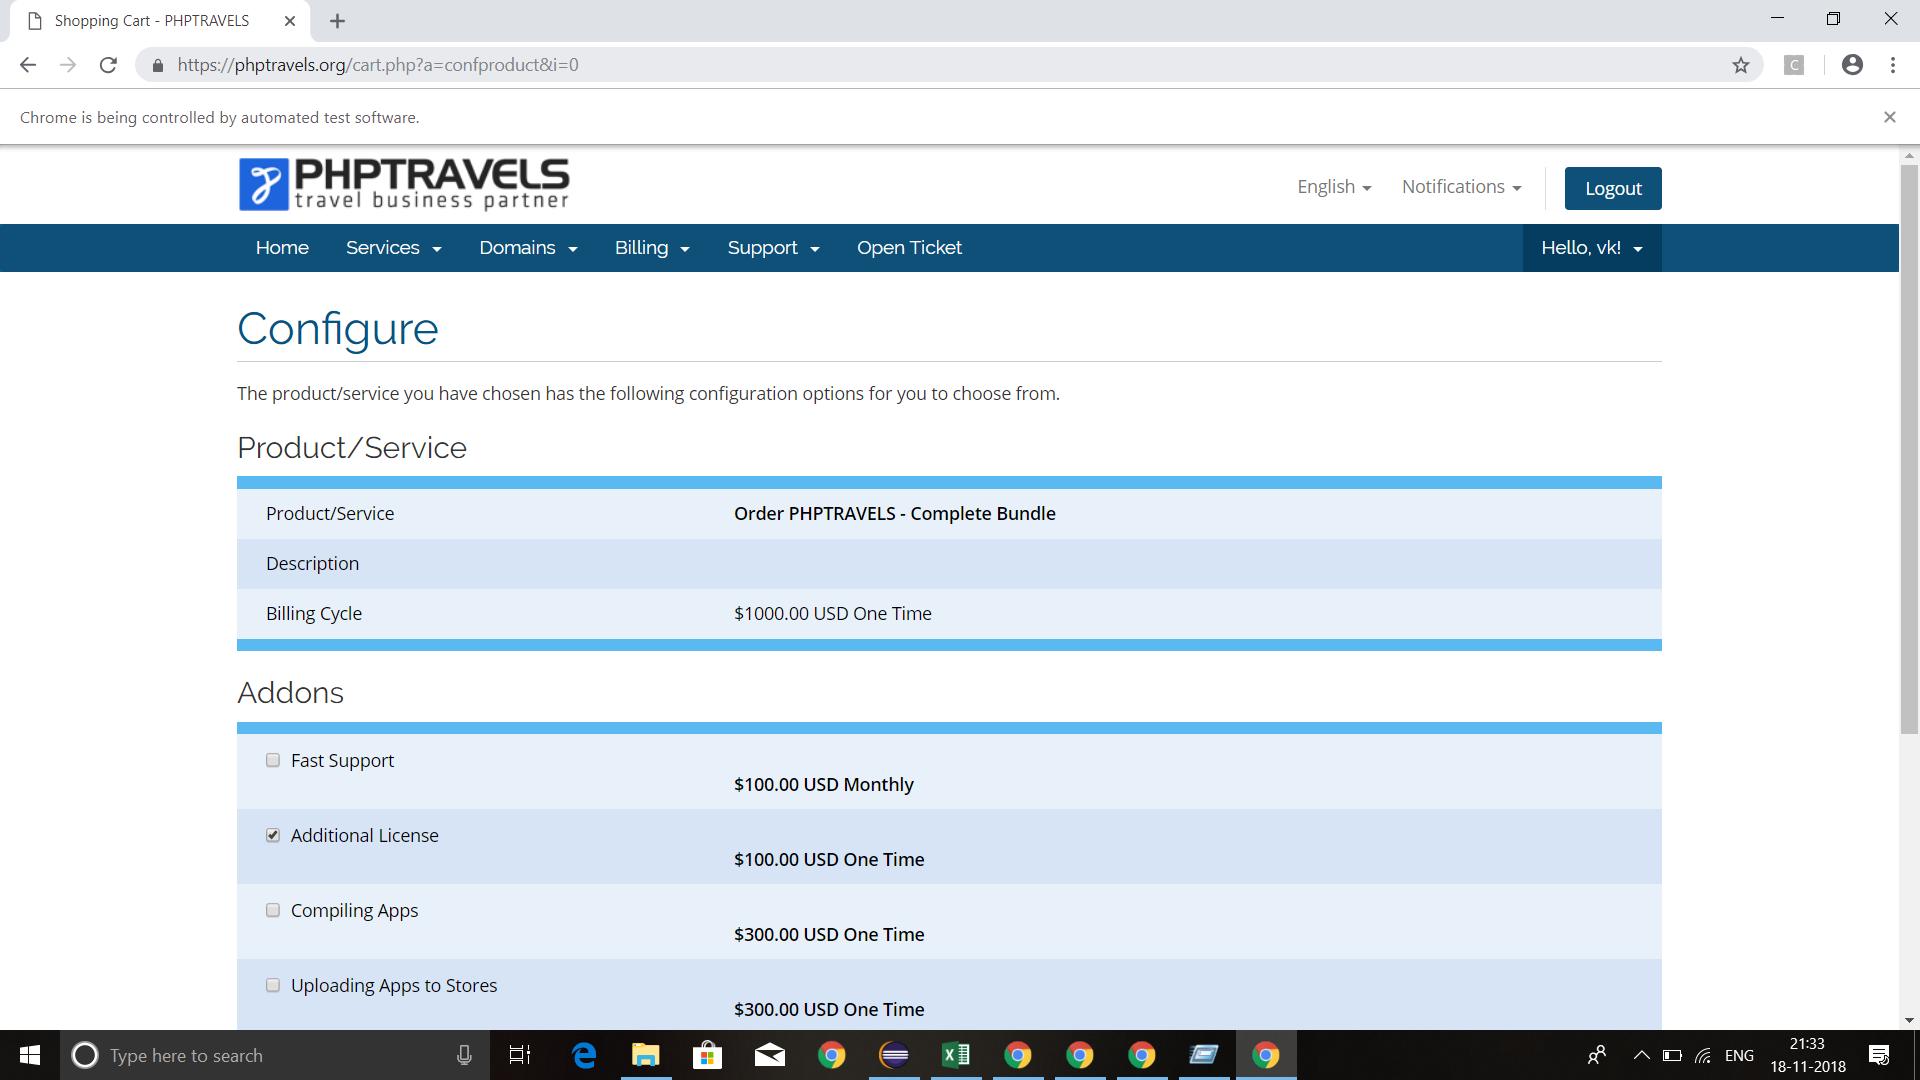 Shopping Cart - PHPTRAVELS
https://phptravels.org/cart.php?a=confproduct&i=0
C
Chrome is being controlled by automated test software.
PHPTRAVELS
travel business partner
English
Notifications
Logout
Home
Services
Domains
Billing
Support
Open Ticket
Hello, vk!
Configure
The product/service you have chosen has the following configuration options for you to choose from.
Product/Service
Product/Service
Order PHPTRAVELS - Complete Bundle
Description
Billing Cycle
$1000.00 USD One Time
Addons
Fast Support
$100.00 USD Monthly
Additional License
$100.00 USD One Time
Compiling Apps
$300.00 USD One Time
Uploading Apps to Stores
$300.00 USD One Time
Type here to search
ENG
21:33
18-11-2018